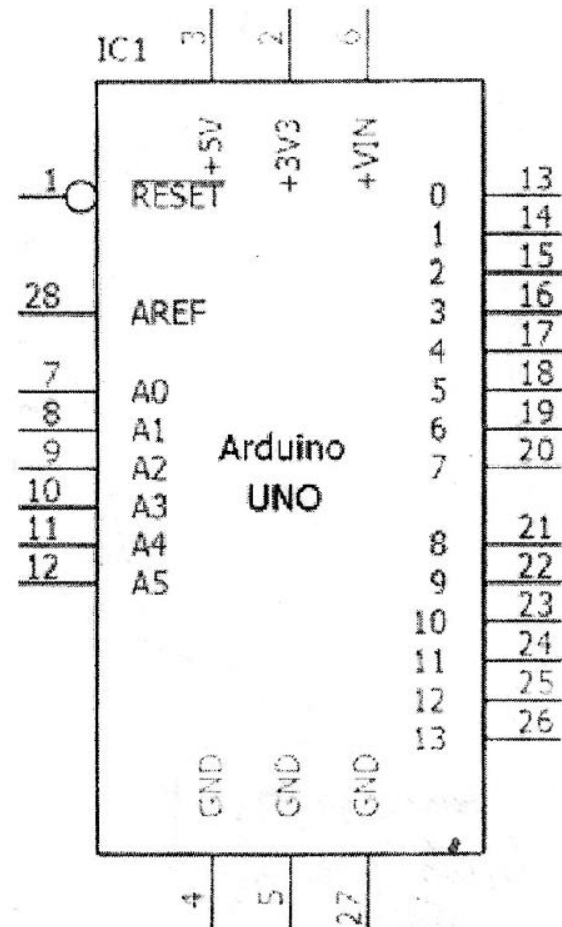 IC1
3 2 6
+5V +3V3 +VIN
1 RESET 0 13
1 14
2 15
28 AREF 3 16
4 17
7 A0 5 18
8 A1 6 19
9 A2 7 20
Arduino
10 A3
UNO
11 A4 8 21
12 A5 9 22
10 23
11 24
12 25
13 26
GND GND GND
4 5 27